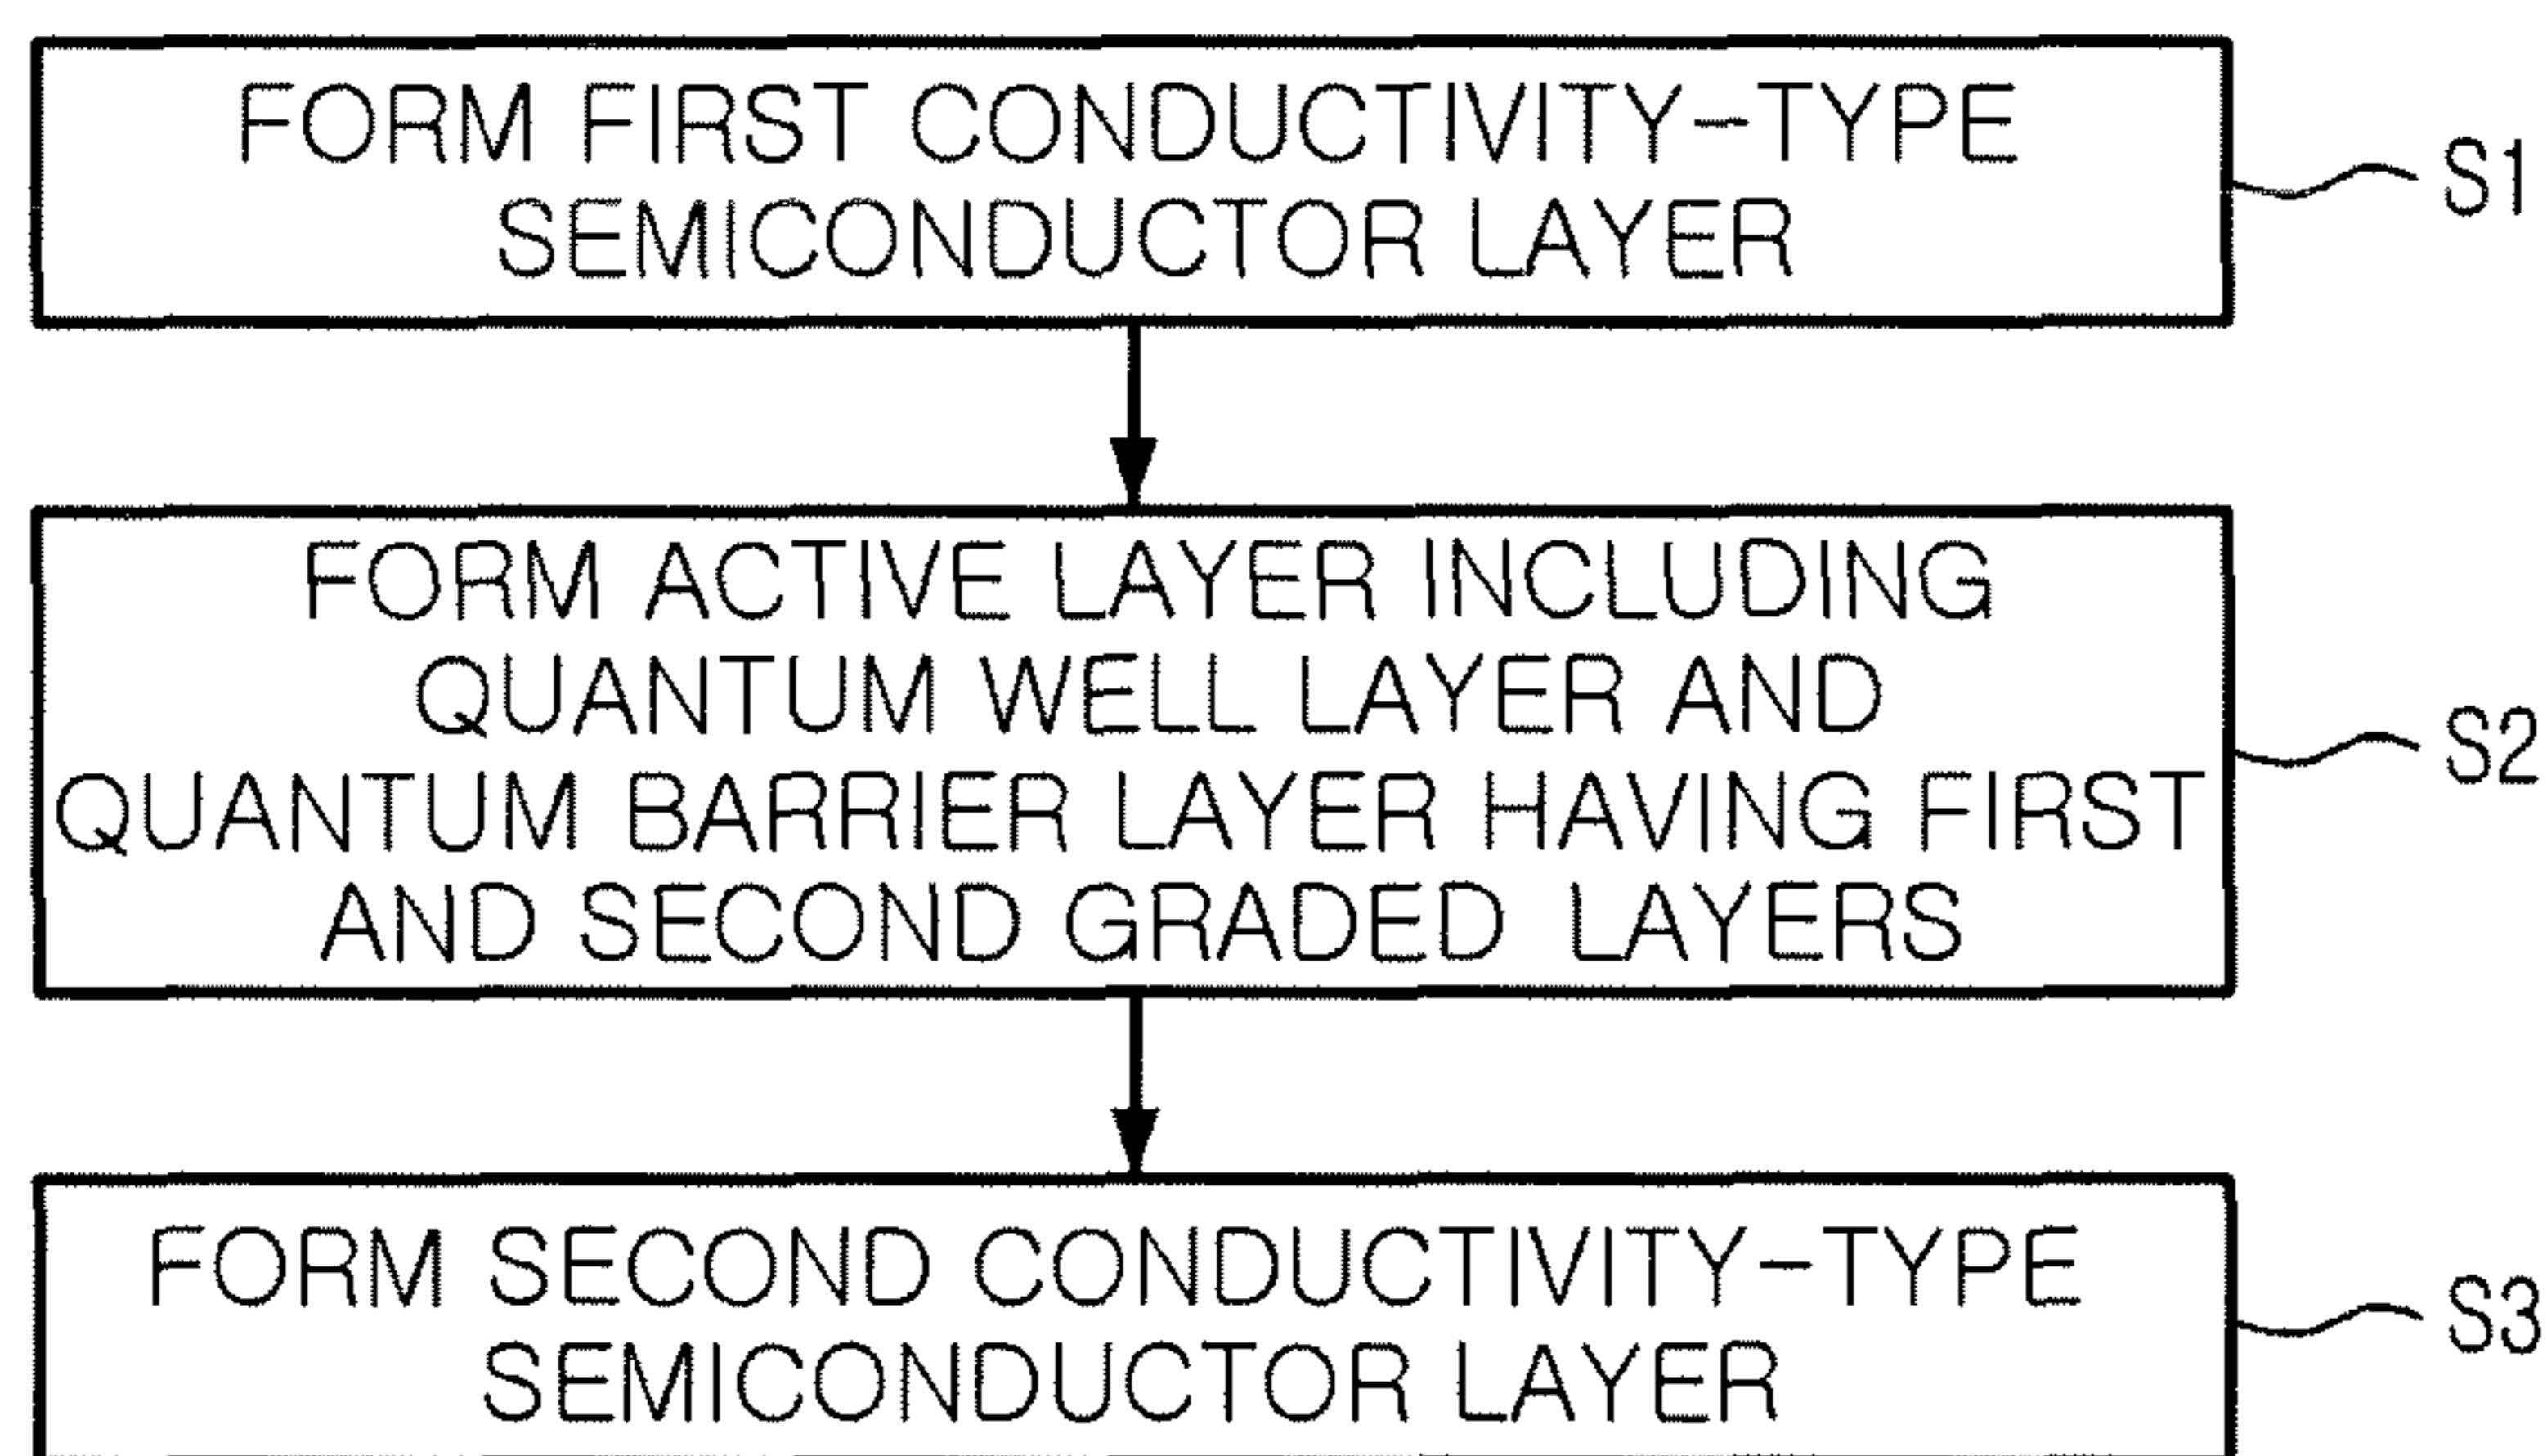 FORM FIRST CONDUCTIVITY-TYPE
SEMICONDUCTOR LAYER
S1
FORM ACTIVE LAYER INCLUDING
QUANTUM WELL LAYER AND
QUANTUM BARRIER LAYER HAVING FIRST
AND SECOND GRADED LAYERS
S2
FORM SECOND CONDUCTIVITY-TYPE
SEMICONDUCTOR LAYER
S3